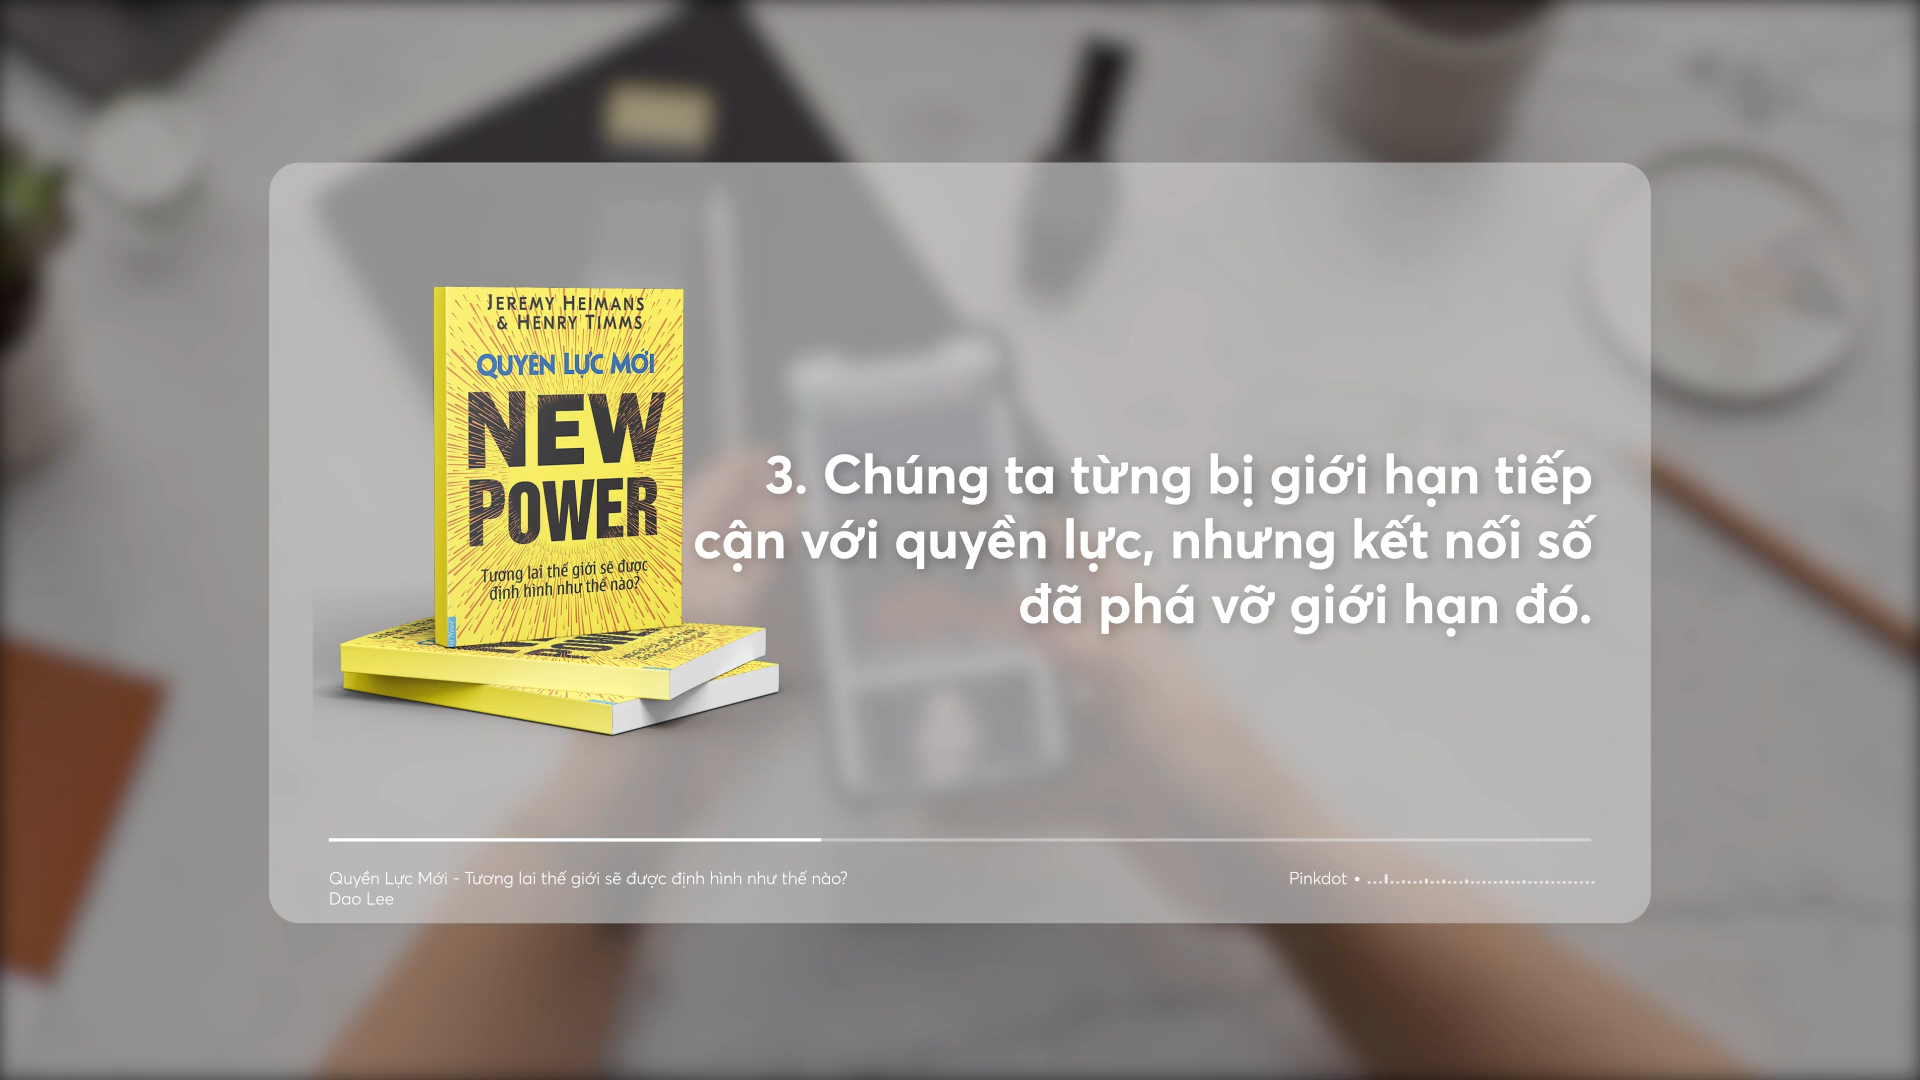 JEREMY HEIMANS
& HENRY TIMMS
QUYỀN LỰC MỚI
NEW
POWER
Tương lai thế giới sẽ được
định hình như thế nào?
3. Chúng ta từng bị giới hạn tiếp
cận với quyền lực, nhưng kết nối số
đã phá vỡ giới hạn đó.
Quyền Lực Mới - Tương lai thế giới sẽ được định hình như thế nào?
Dao Lee
Pinkdot •